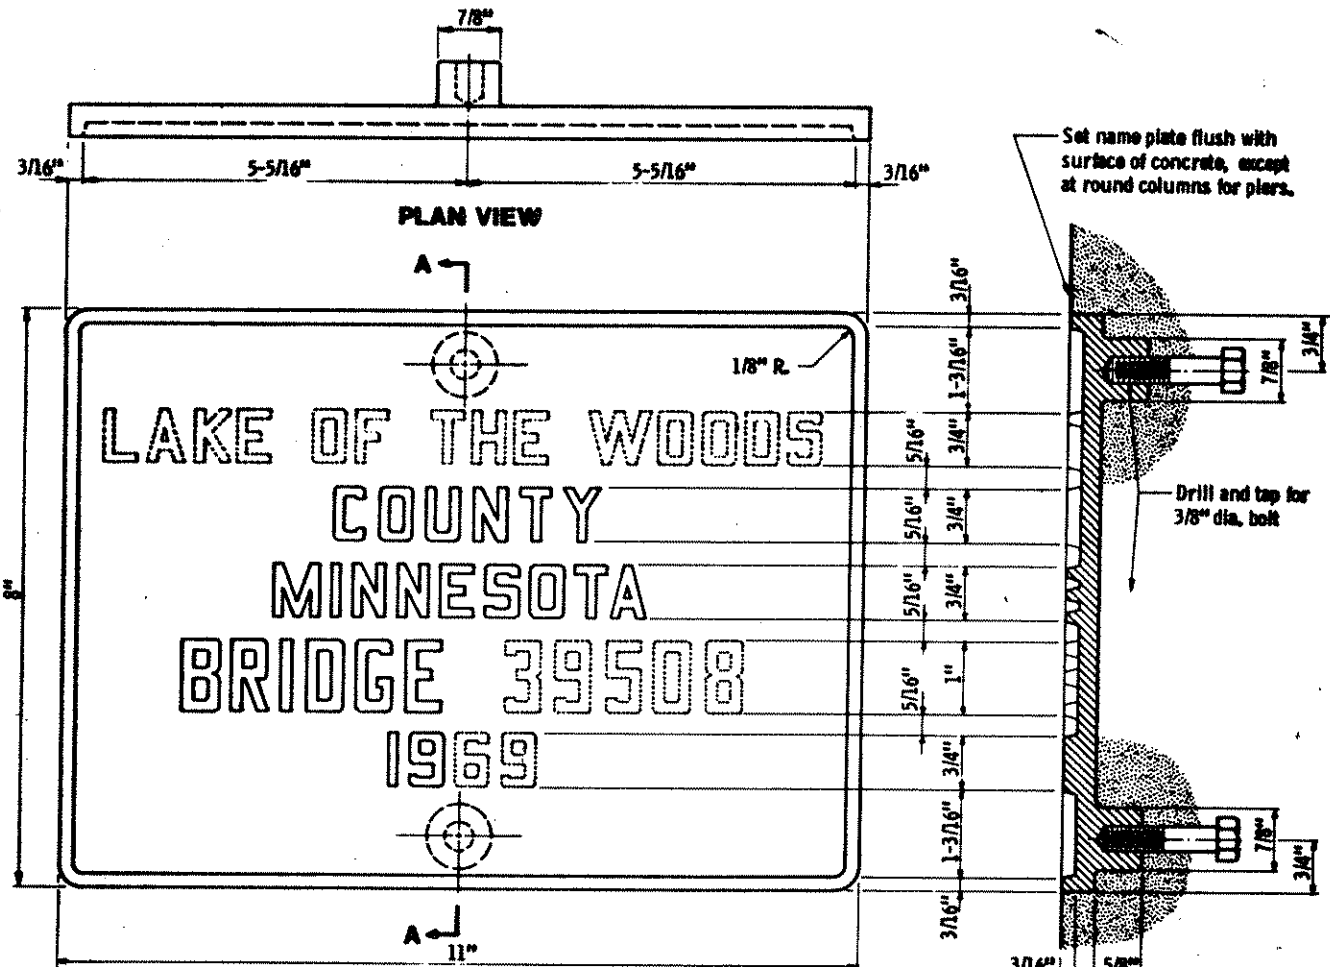 7/8"
3/16" 5-5/16" 5-5/16" 3/16"
PLAN VIEW
Set name plate flush with
surface of concrete, except
at round columns for piers.
A
8"
1/8" R.
LAKE OF THE WOODS
COUNTY
MINNESOTA
BRIDGE 39508
1969
A
11"
3/16"
1-3/16"
3/4"
5/16"
3/4"
5/16"
3/4"
5/16"
1"
5/16"
3/4"
1-3/16"
3/16"
7/8"
3/4"
Drill and tap for
3/8" dia. bolt
7/8"
3/4"
3/16" 5/8"